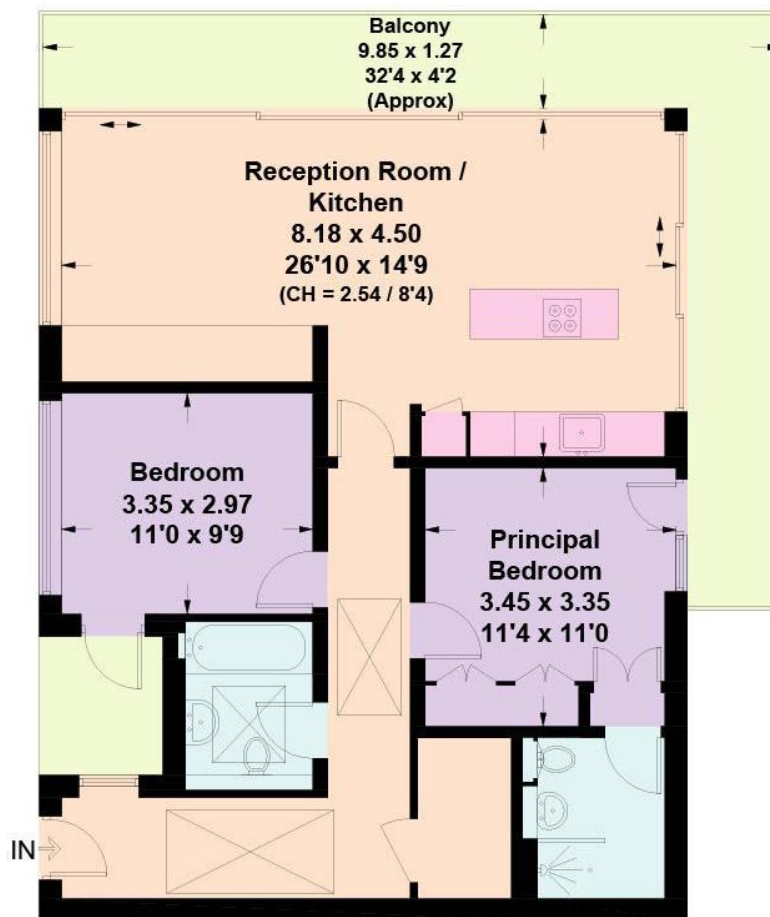 Balcony
9.85 x 1.27
32'4 x 4'2
(Approx)
Reception Room /
Kitchen
8.18 x 4.50
26'10 x 14'9
(CH = 2.54 / 8'4)
Bedroom
3.35 x 2.97
11'0 x 9'9
Principal
Bedroom
3.45 x 3.35
11'4 x 11'0
IN